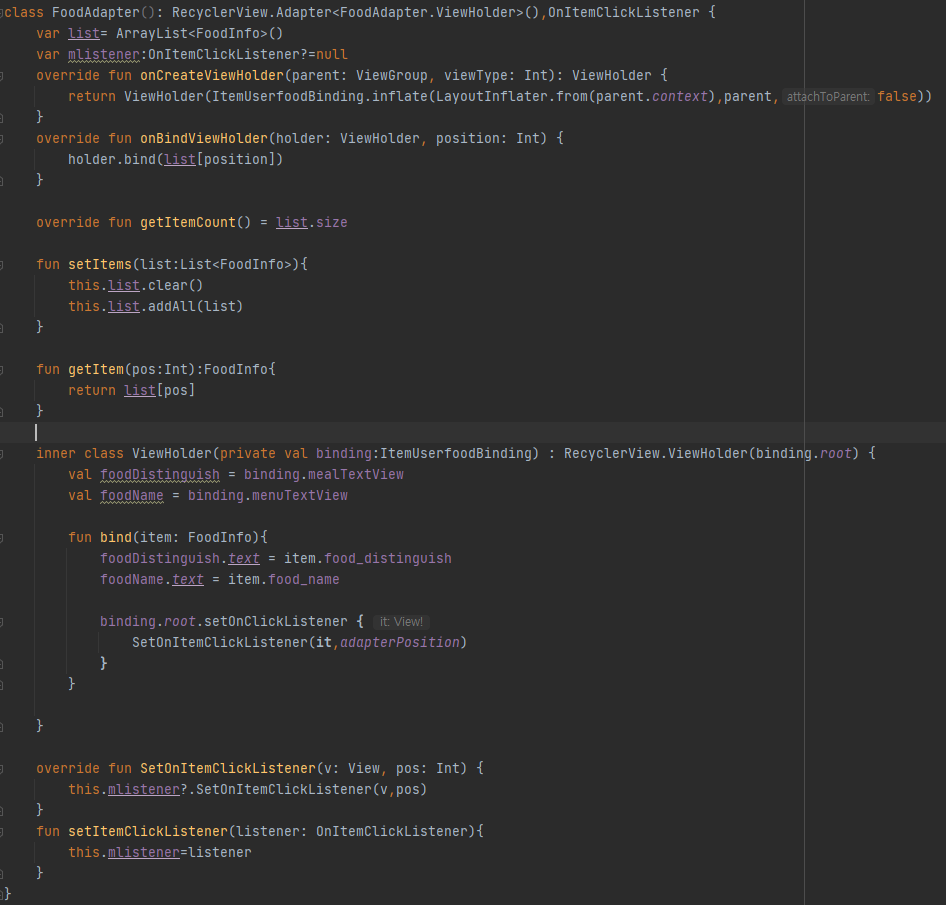 class FoodAdapter(): RecyclerView.Adapter<FoodAdapter.ViewHolder>(),OnItemClickListener {
    var list= ArrayList<FoodInfo>()
    var mlistener:OnItemClickListener?=null
    override fun onCreateViewHolder(parent: ViewGroup, viewType: Int): ViewHolder {
        return ViewHolder(ItemUserfoodBinding.inflate(LayoutInflater.from(parent.context),parent, attachToParent: false))
    }
    override fun onBindViewHolder(holder: ViewHolder, position: Int) {
        holder.bind(list[position])
    }

    override fun getItemCount() = list.size

    fun setItems(list:List<FoodInfo>){
        this.list.clear()
        this.list.addAll(list)
    }

    fun getItem(pos:Int):FoodInfo{
        return list[pos]
    }

    inner class ViewHolder(private val binding:ItemUserfoodBinding) : RecyclerView.ViewHolder(binding.root) {
        val foodDistinguish = binding.mealTextView
        val foodName = binding.menuTextView

        fun bind(item: FoodInfo){
            foodDistinguish.text = item.food_distinguish
            foodName.text = item.food_name

            binding.root.setOnClickListener { it: View!
                SetOnItemClickListener(it,adapterPosition)
            }
        }

    }

    override fun SetOnItemClickListener(v: View, pos: Int) {
        this.mlistener?.SetOnItemClickListener(v,pos)
    }
    fun setItemClickListener(listener: OnItemClickListener){
        this.mlistener=listener
    }
}